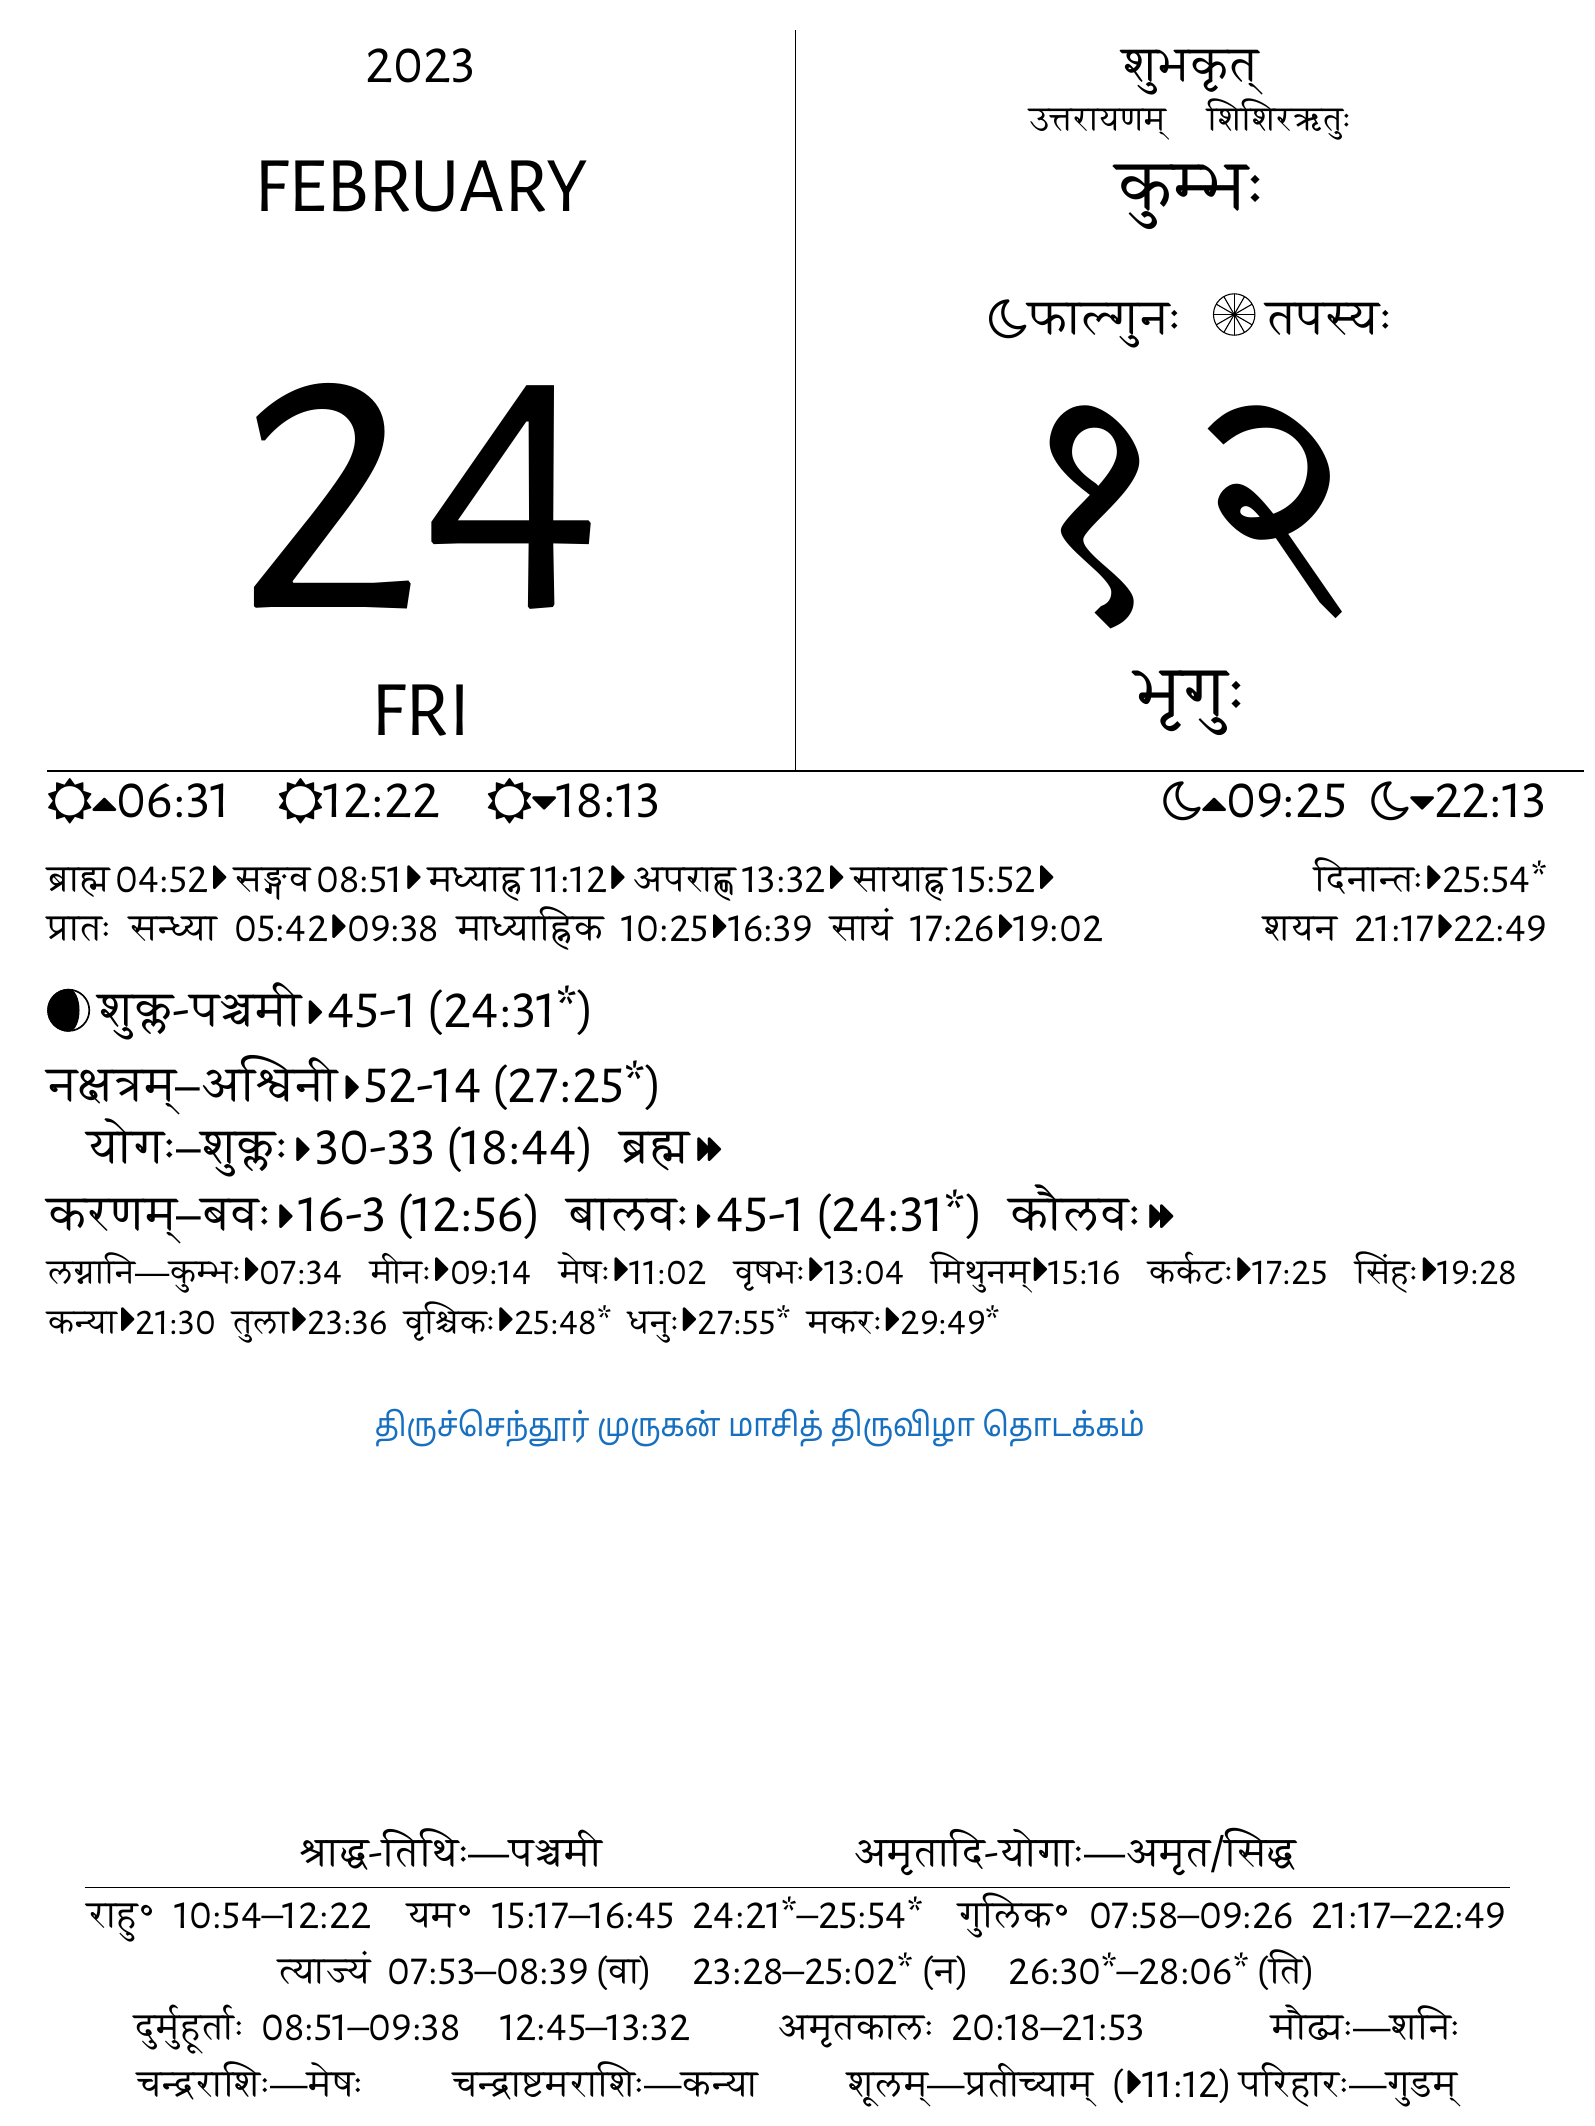 2023
FEBRUARY
24
FRI
शुभकृत्
उत्तरायणम् शिशिरऋतुः
कुम्भः
फाल्गुनः तपस्यः
१२
भृगुः
06:31 12:22 18:13 09:25 22:13
ब्राह्म 04:52 सङ्गव 08:51 मध्याह्न 11:12 अपराह्ण 13:32 सायाह्न 15:52 दिनान्तः 25:54*
प्रातः सन्ध्या 05:42 09:38 माध्याह्निक 10:25 16:39 सायं 17:26 19:02 शयन 21:17 22:49
शुक्ल-पञ्चमी 45-1 (24:31*)
नक्षत्रम्–अश्विनी 52-14 (27:25*)
योगः–शुक्लः 30-33 (18:44) ब्रह्म
करणम्–बवः 16-3 (12:56) बालवः 45-1 (24:31*) कौलवः
लग्नानि—कुम्भः 07:34 मीनः 09:14 मेषः 11:02 वृषभः 13:04 मिथुनम् 15:16 कर्कटः 17:25 सिंहः 19:28
कन्या 21:30 तुला 23:36 वृश्चिकः 25:48* धनुः 27:55* मकरः 29:49*
திருச்செந்தூர் முருகன் மாசித் திருவிழா தொடக்கம்
श्राद्ध-तिथिः—पञ्चमी अमृतादि-योगाः—अमृत/सिद्ध
राहु° 10:54–12:22 यम° 15:17–16:45 24:21*–25:54* गुलिक° 07:58–09:26 21:17–22:49
त्याज्यं 07:53–08:39 (वा) 23:28–25:02* (न) 26:30*–28:06* (ति)
दुर्मुहूर्ताः 08:51–09:38 12:45–13:32 अमृतकालः 20:18–21:53 मौढ्यः—शनिः
चन्द्रराशिः—मेषः चन्द्राष्टमराशिः—कन्या शूलम्—प्रतीच्याम् (11:12) परिहारः—गुडम्